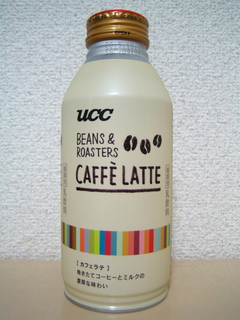 UCC
BEANS &
ROASTERS
CAFFÈ LATTE
[カフェラテ]
焼きたてコーヒーとミルクの
濃厚な味わい